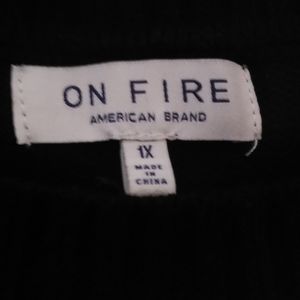 ON FIRE
AMERICAN BRAND
1X
MADE
IN
CHINA